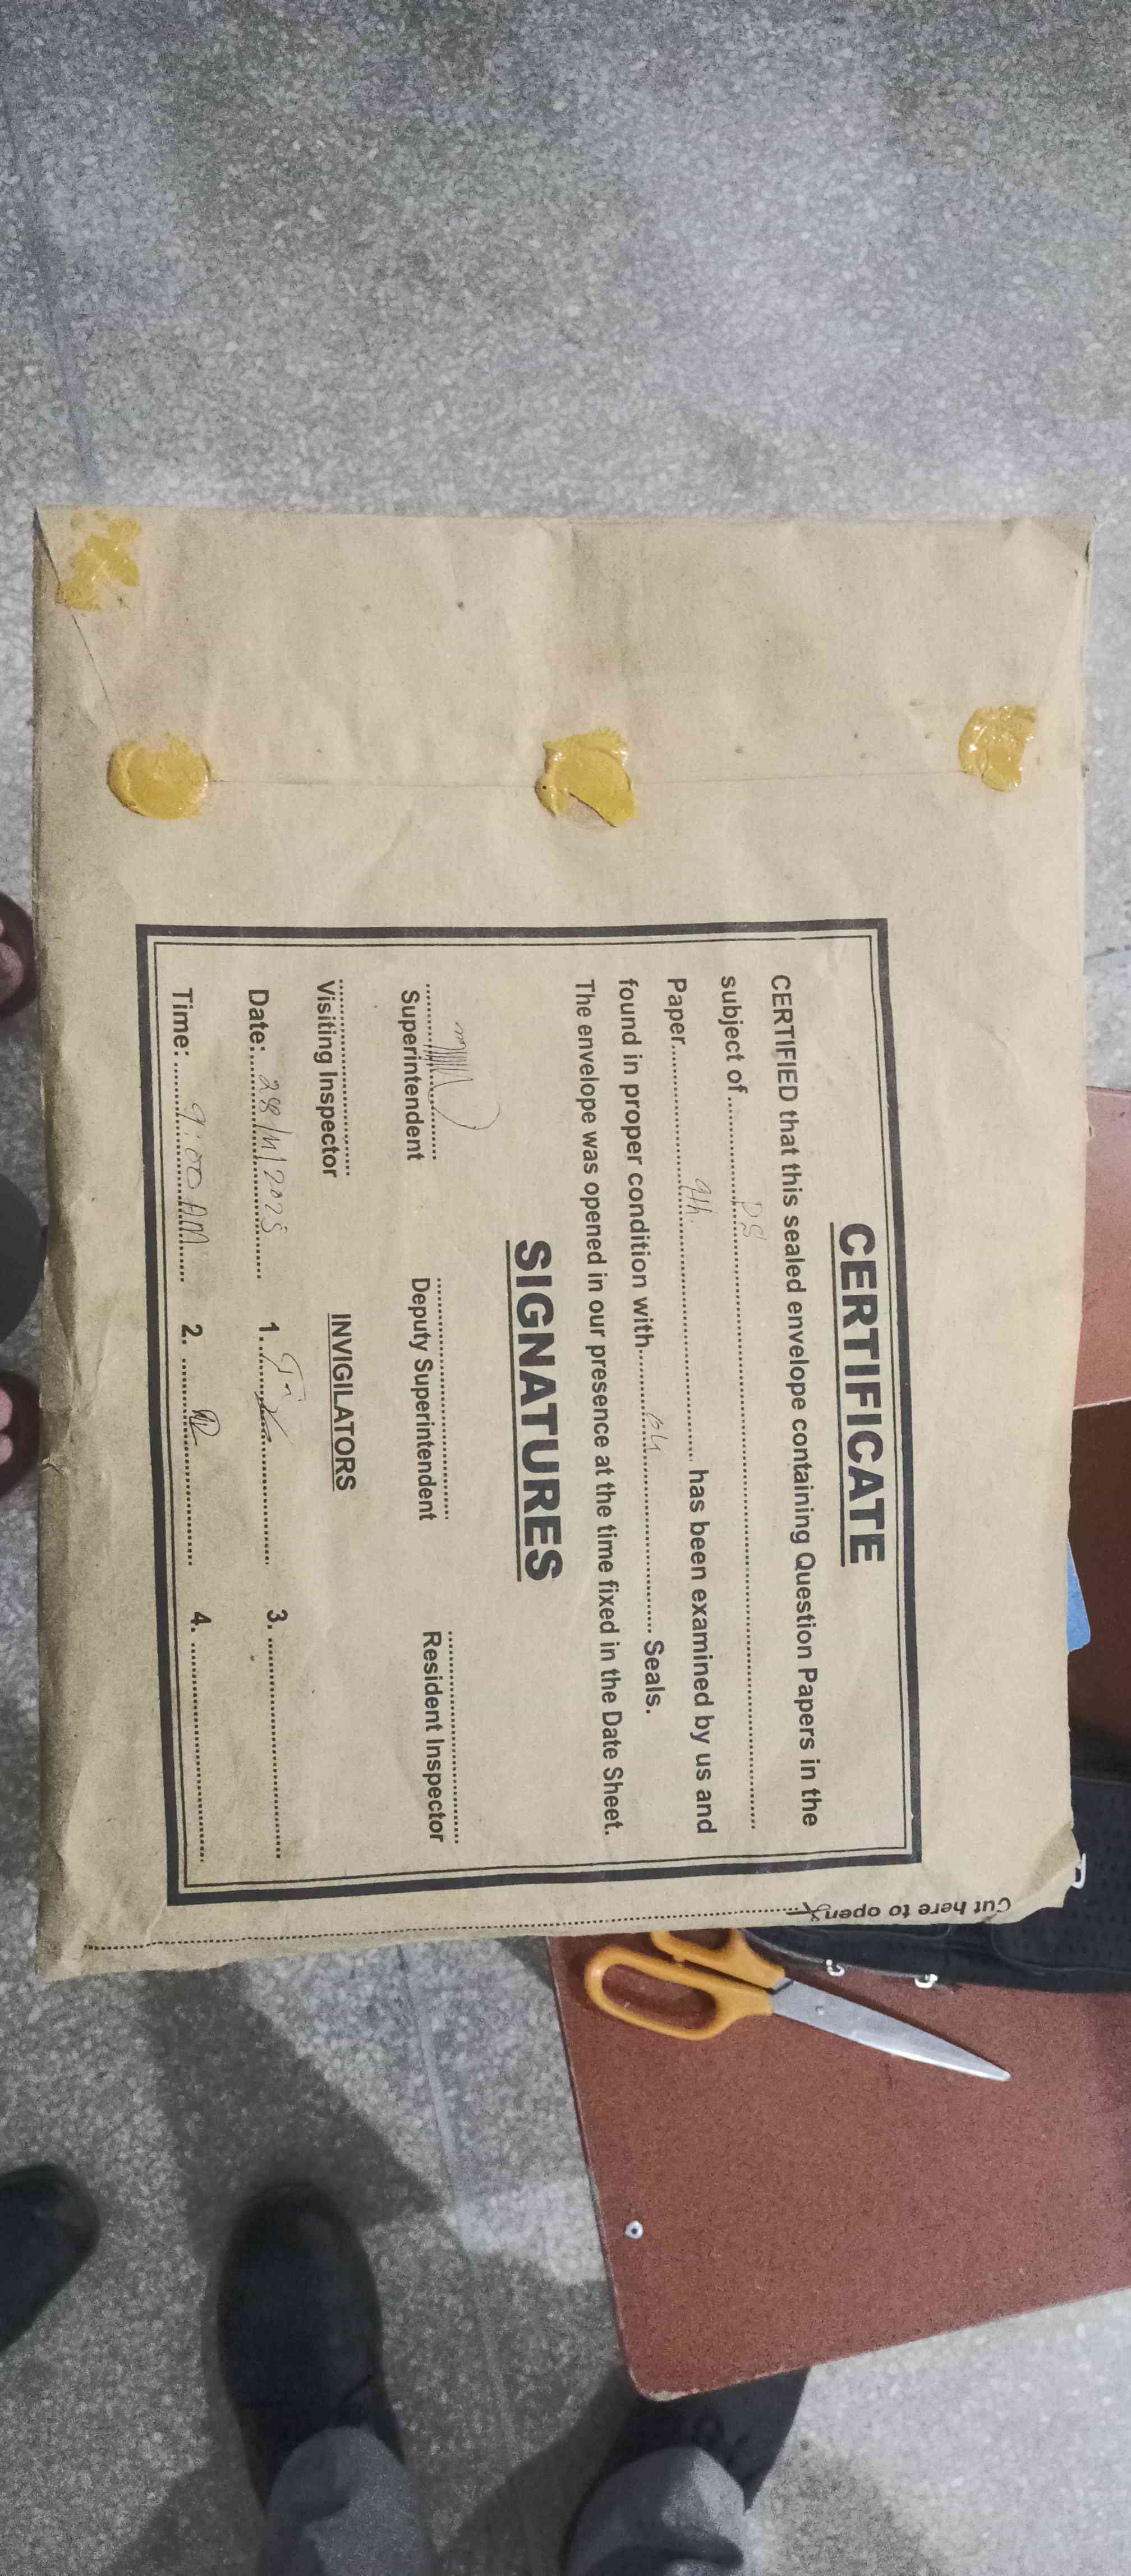 CERTIFICATE
CERTIFIED that this sealed envelope containing Question Papers in the
subject of........DS........
Paper........9th........has been examined by us and
found in proper condition with................Seals.
The envelope was opened in our presence at the time fixed in the Date Sheet.
SIGNATURES
Superintendent Deputy Superintendent Resident Inspector
Visiting Inspector INVIGILATORS
Date:....28/11/2025.... 1.................. 3..................
Time:....9:00 AM.... 2.................. 4..................
Cut here to open